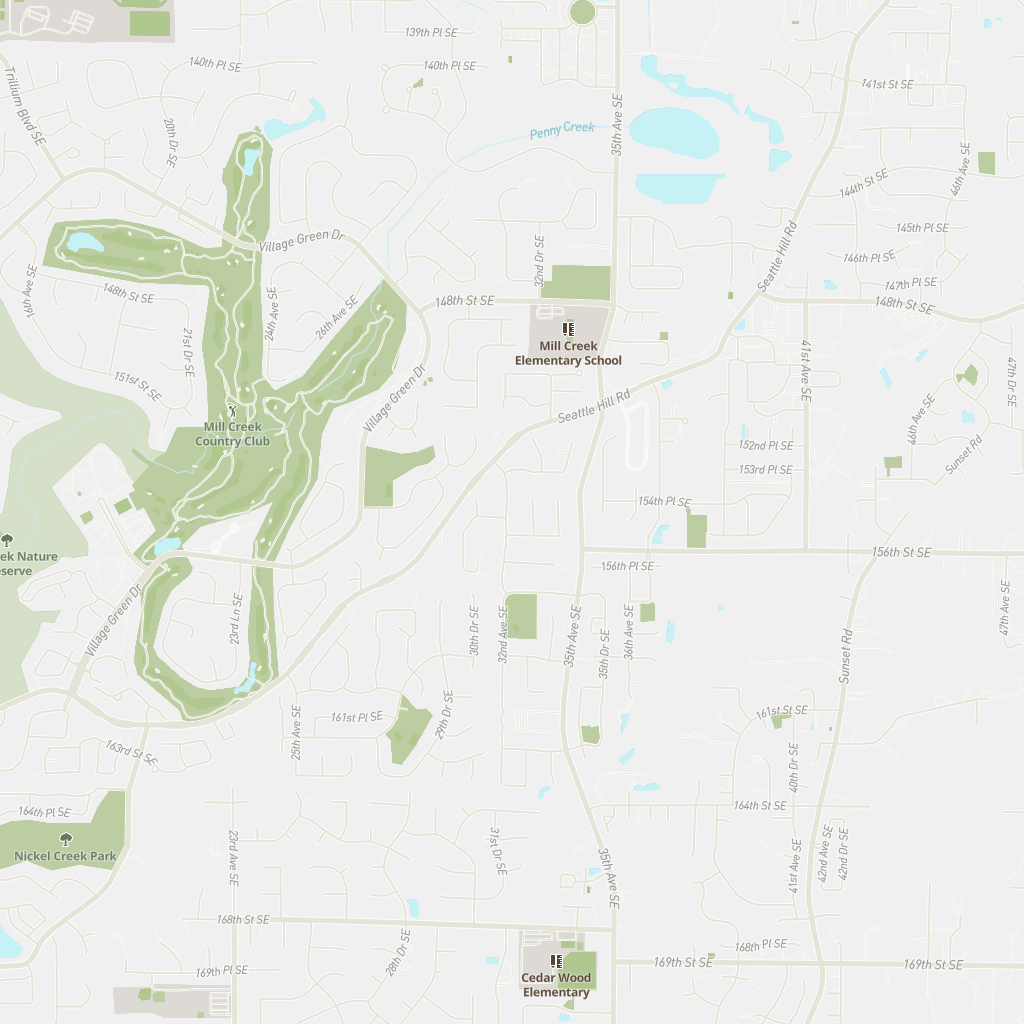 139th Pl SE
140th Pl SE
140th Pl SE
141st St SE
Trillium Blvd SE
20th Dr SE
Penny Creek
35th Ave SE
46th Ave SE
144th St SE
145th Pl SE
Village Green Dr
32nd Dr SE
Seattle Hill Rd
146th Pl SE
147th Pl SE
16th Ave SE
148th St SE
24th Ave SE
26th Ave SE
148th St SE
148th St SE
21st Dr SE
Mill Creek
Elementary School
41st Ave SE
47th Dr SE
151st St SE
Village Green Dr
Seattle Hill Rd
46th Ave SE
Mill Creek
Country Club
152nd Pl SE
Sunset Rd
153rd Pl SE
154th Pl SE
ek Nature
serve
156th St SE
156th Pl SE
Village Green Dr
23rd Ln SE
30th Dr SE
32nd Ave SE
35th Ave SE
35th Dr SE
36th Ave SE
47th Ave SE
Sunset Rd
25th Ave SE
161st Pl SE
29th Dr SE
161st St SE
163rd St SE
40th Dr SE
164th Pl SE
164th St SE
Nickel Creek Park
23rd Ave SE
31st Dr SE
35th Ave SE
41st Ave SE
42nd Ave SE
42nd Dr SE
168th St SE
28th Dr SE
168th Pl SE
169th Pl SE
169th St SE
169th St SE
Cedar Wood
Elementary